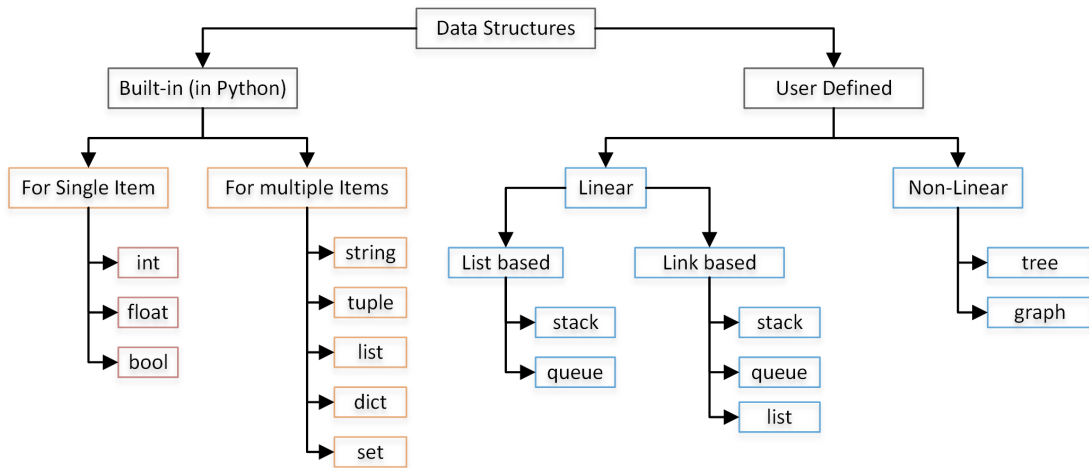 Data Structures
Built-in (in Python)
User Defined
For Single Item
For multiple Items
Linear
Non-Linear
int
float
bool
string
tuple
list
dict
set
List based
Link based
stack
queue
stack
queue
list
tree
graph